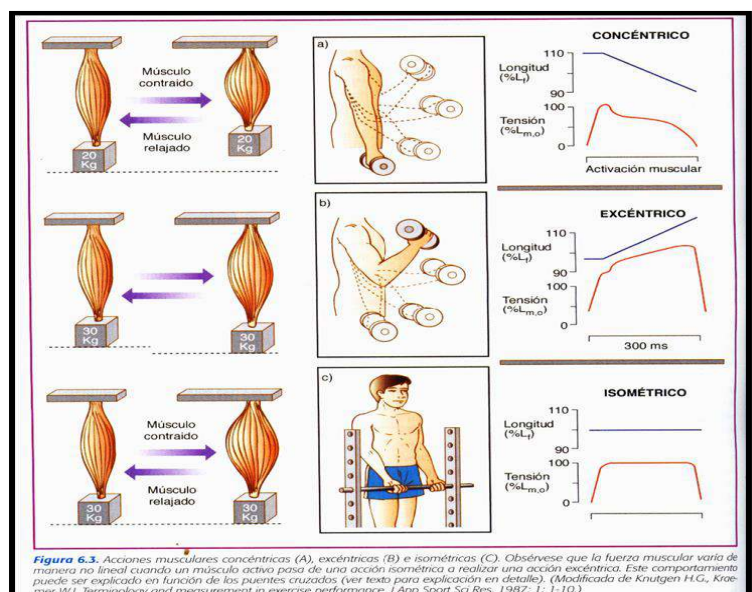 Músculo
contraido
Músculo
relajado
20
Kg
20
Kg
a)
CONCÉNTRICO
110
Longitud
(%Lf)
90
100
Tensión
(%Lm,o)
0
Activación muscular
30
Kg
30
Kg
b)
EXCÉNTRICO
110
Longitud
(%Lf)
90
100
Tensión
(%Lm,o)
0
300 ms
Músculo
contraido
Músculo
relajado
30
Kg
30
Kg
c)
ISOMÉTRICO
110
Longitud
(%Lf)
90
100
Tensión
(%Lm,o)
0
Figura 6.3. Acciones musculares concéntricas (A), excéntricas (B) e isométricas (C). Obsérvese que la fuerza muscular varía de
manera no lineal cuando un músculo activo pasa de una acción isométrica a realizar una acción excéntrica. Este comportamiento
puede ser explicado en función de los puentes cruzados (ver texto para explicación en detalle). (Modificada de Knutgen H.G., Krae-
mer W.J. Terminology and measurement in exercise performance. J App Sport Sci Res, 1987; 1: 1-10.)